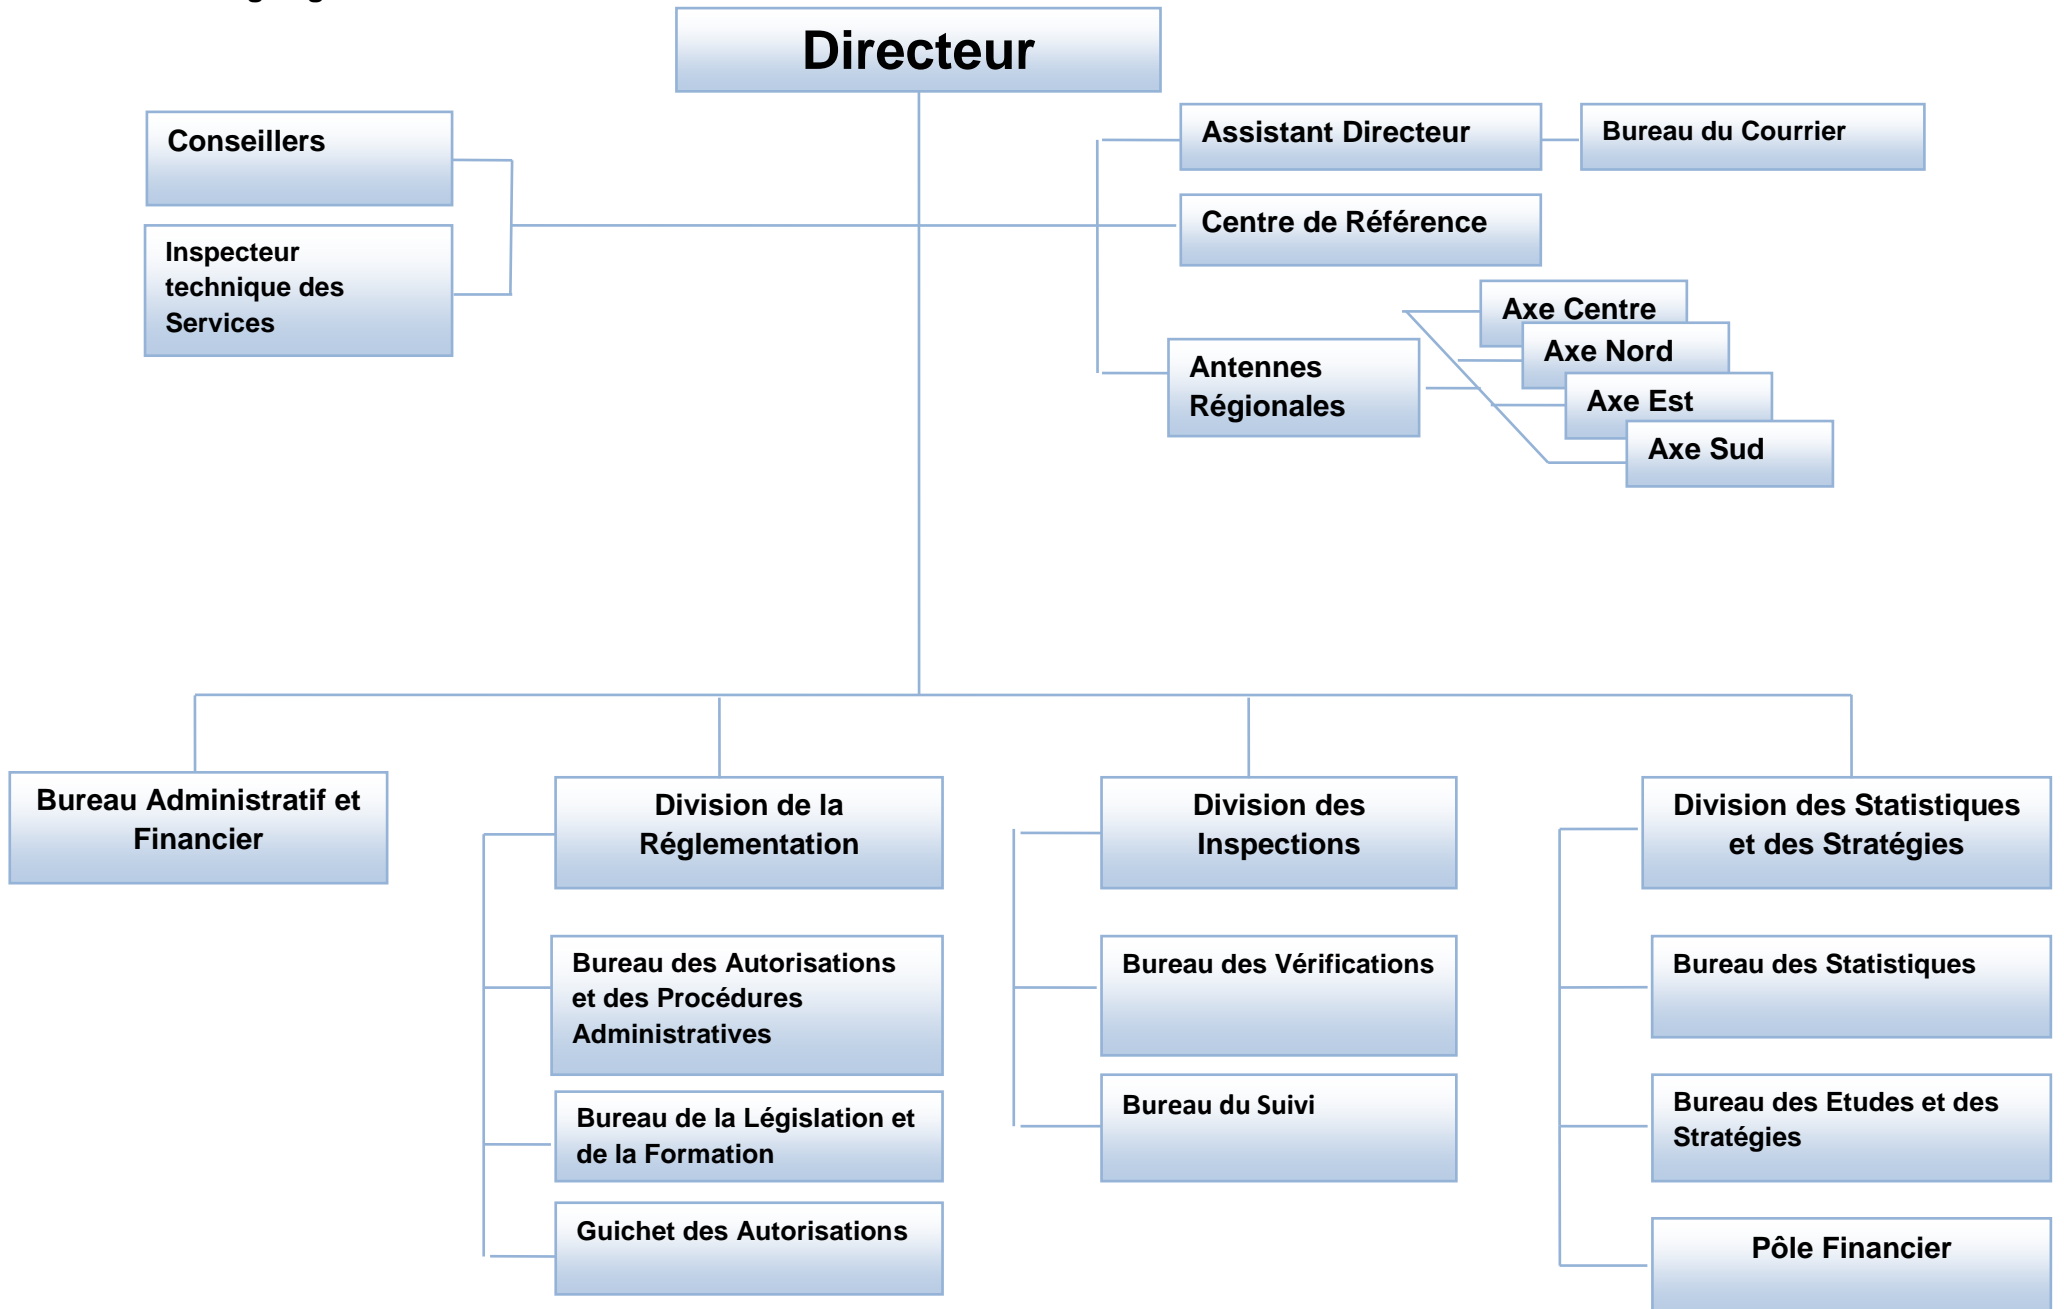 Directeur
Conseillers
Inspecteur
technique des
Services
Assistant Directeur
Bureau du Courrier
Centre de Référence
Antennes
Régionales
Axe Centre
Axe Nord
Axe Est
Axe Sud
Bureau Administratif et
Financier
Division de la
Réglementation
Bureau des Autorisations
et des Procédures
Administratives
Bureau de la Législation et
de la Formation
Guichet des Autorisations
Division des
Inspections
Bureau des Vérifications
Bureau du Suivi
Division des Statistiques
et des Stratégies
Bureau des Statistiques
Bureau des Etudes et des
Stratégies
Pôle Financier